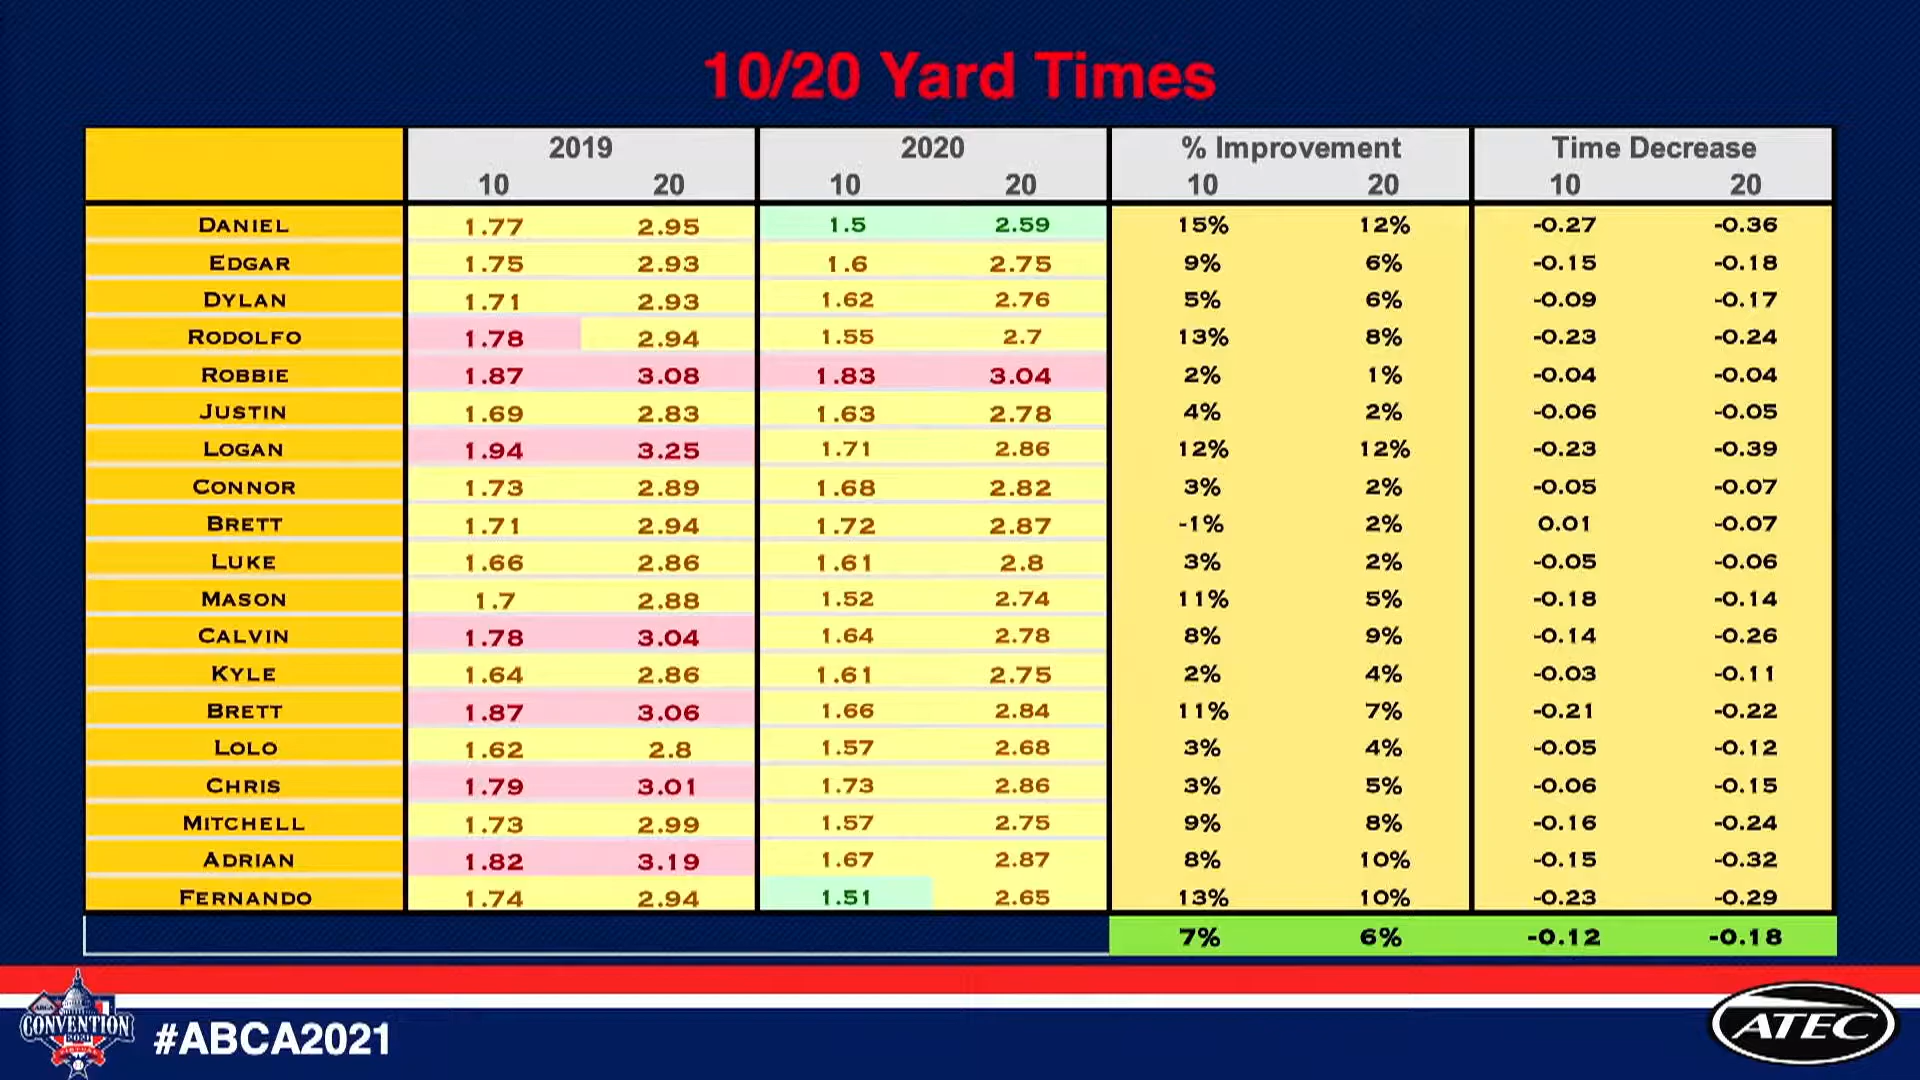 10/20 Yard Times
2019 2020 % Improvement Time Decrease
10 20 10 20 10 20 10 20
DANIEL 1.77 2.95 1.5 2.59 15% 12% -0.27 -0.36
EDGAR 1.75 2.93 1.6 2.75 9% 6% -0.15 -0.18
DYLAN 1.71 2.93 1.62 2.76 5% 6% -0.09 -0.17
RODOLFO 1.78 2.94 1.55 2.7 13% 8% -0.23 -0.24
ROBBIE 1.87 3.08 1.83 3.04 2% 1% -0.04 -0.04
JUSTIN 1.69 2.83 1.63 2.78 4% 2% -0.06 -0.05
LOGAN 1.94 3.25 1.71 2.86 12% 12% -0.23 -0.39
CONNOR 1.73 2.89 1.68 2.82 3% 2% -0.05 -0.07
BRETT 1.71 2.94 1.72 2.87 -1% 2% 0.01 -0.07
LUKE 1.66 2.86 1.61 2.8 3% 2% -0.05 -0.06
MASON 1.7 2.88 1.52 2.74 11% 5% -0.18 -0.14
CALVIN 1.78 3.04 1.64 2.78 8% 9% -0.14 -0.26
KYLE 1.64 2.86 1.61 2.75 2% 4% -0.03 -0.11
BRETT 1.87 3.06 1.66 2.84 11% 7% -0.21 -0.22
LOLO 1.62 2.8 1.57 2.68 3% 4% -0.05 -0.12
CHRIS 1.79 3.01 1.73 2.86 3% 5% -0.06 -0.15
MITCHELL 1.73 2.99 1.57 2.75 9% 8% -0.16 -0.24
ADRIAN 1.82 3.19 1.67 2.87 8% 10% -0.15 -0.32
FERNANDO 1.74 2.94 1.51 2.65 13% 10% -0.23 -0.29
7% 6% -0.12 -0.18
ABCA
CONVENTION
2021
VIRTUAL
#ABCA2021
ATEC